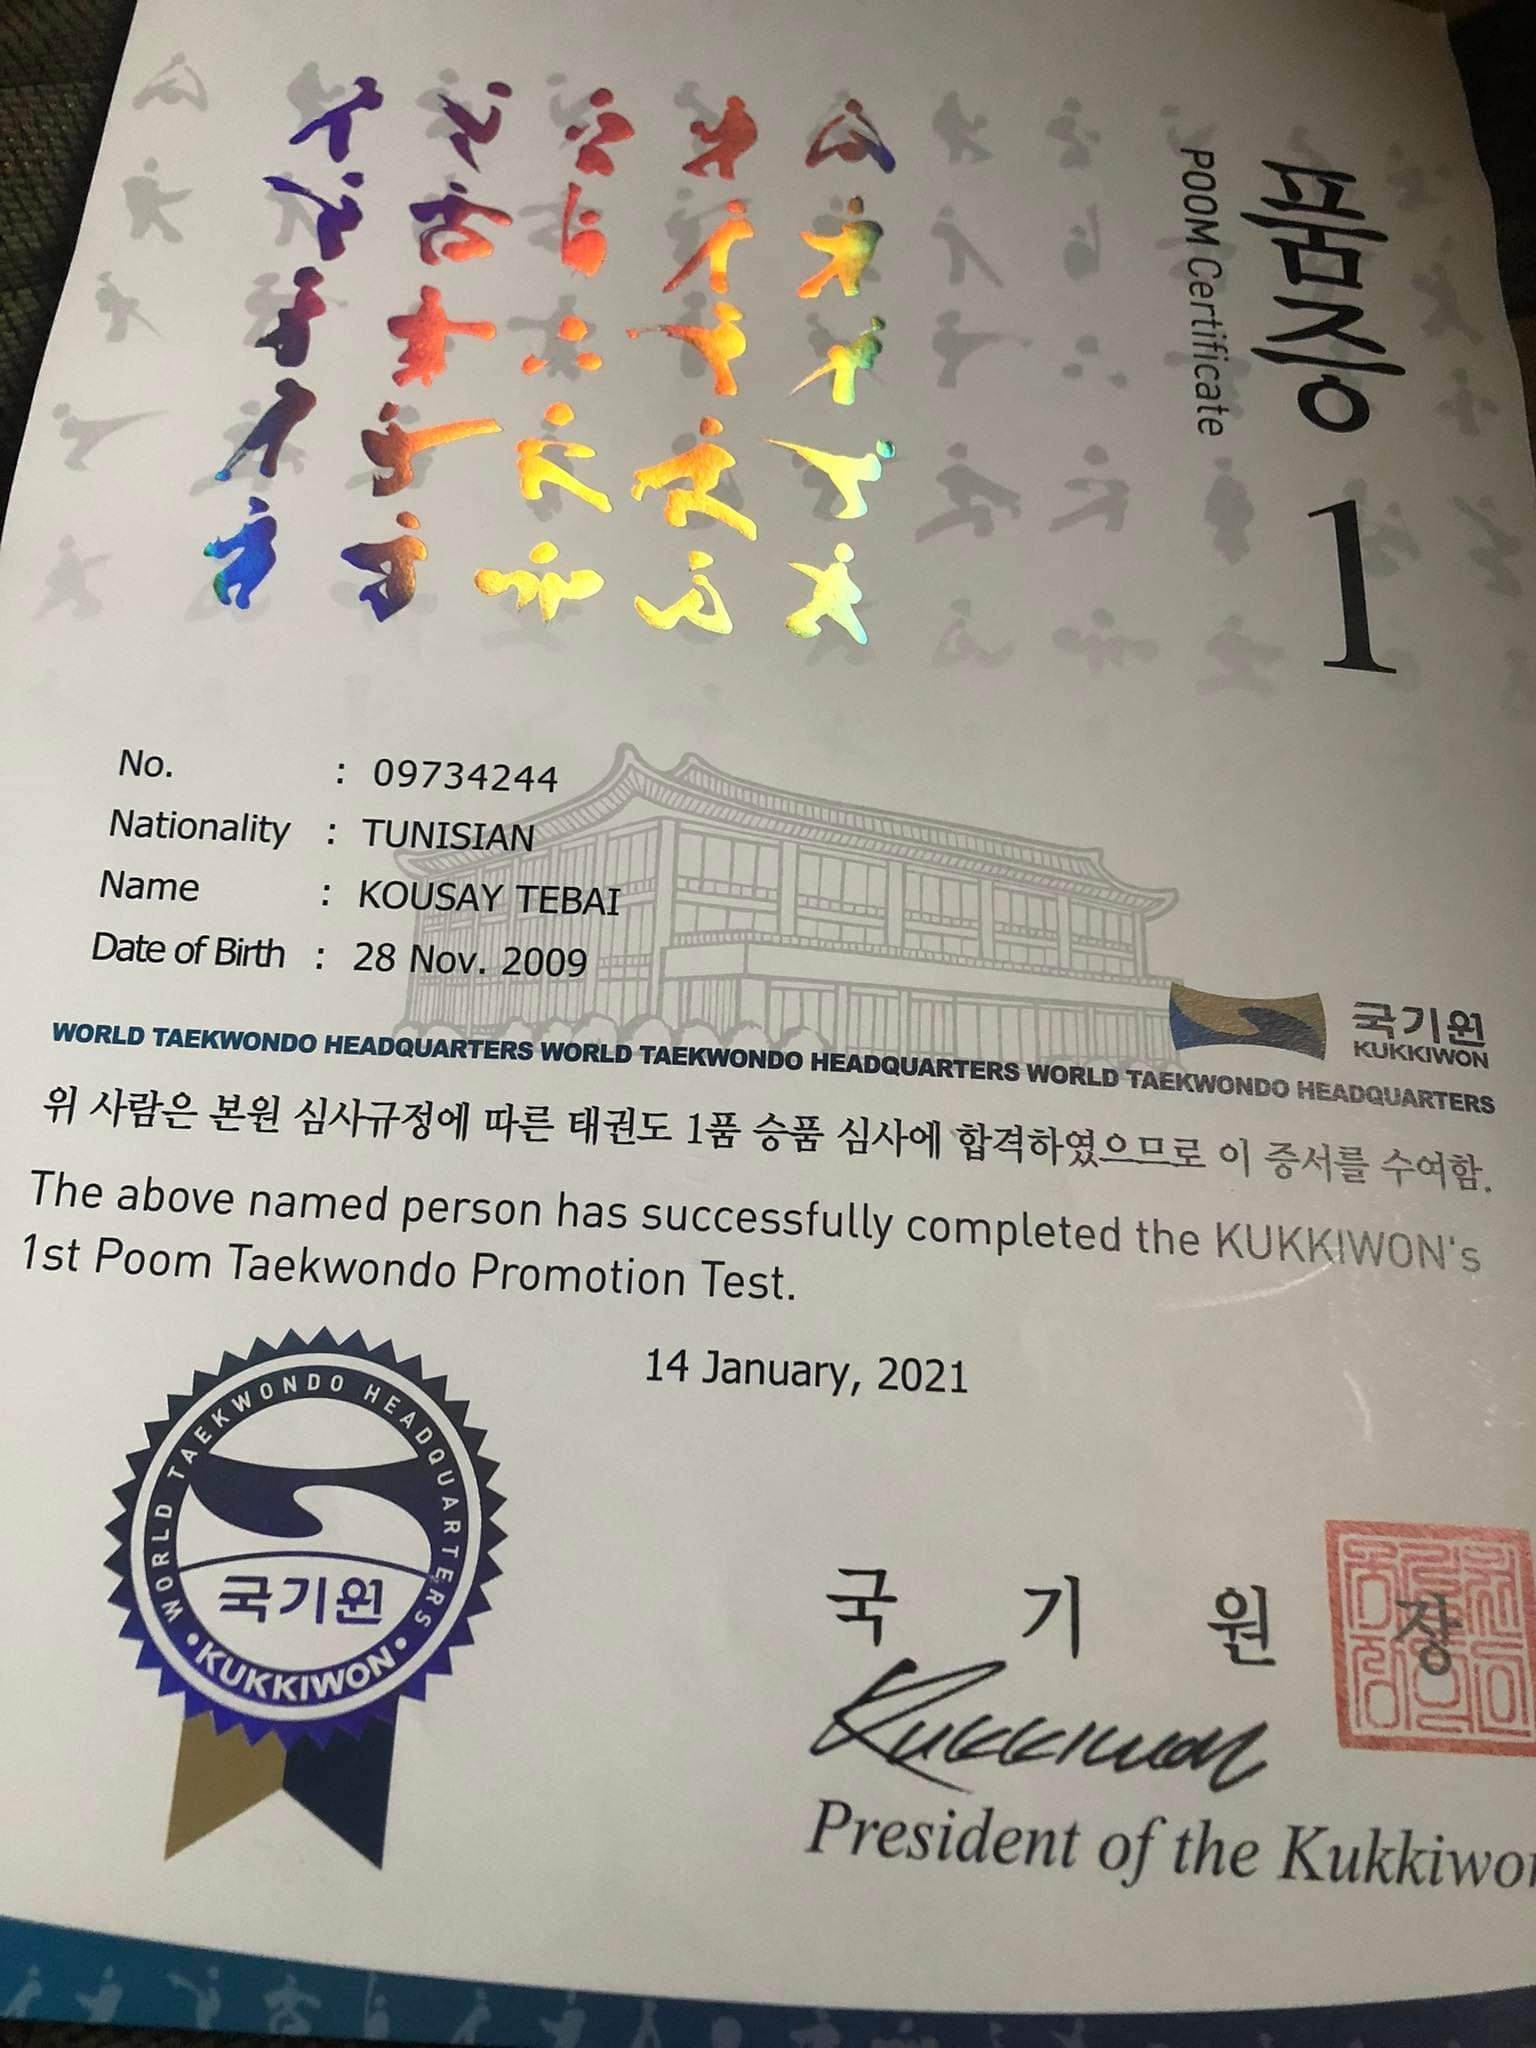 품증
POOM Certificate
1
No. : 09734244
Nationality : TUNISIAN
Name : KOUSAY TEBAI
Date of Birth : 28 Nov. 2009
국기원
KUKKIWON
WORLD TAEKWONDO HEADQUARTERS WORLD TAEKWONDO HEADQUARTERS WORLD TAEKWONDO HEADQUARTERS
위 사람은 본원 심사규정에 따른 태권도 1품 승품 심사에 합격하였으므로 이 증서를 수여함.
The above named person has successfully completed the KUKKIWON's
1st Poom Taekwondo Promotion Test.
14 January, 2021
WORLD TAEKWONDO HEADQUARTERS
국기원
• KUKKIWON •
국 기 원 장
Kukkiwon
President of the Kukkiwon